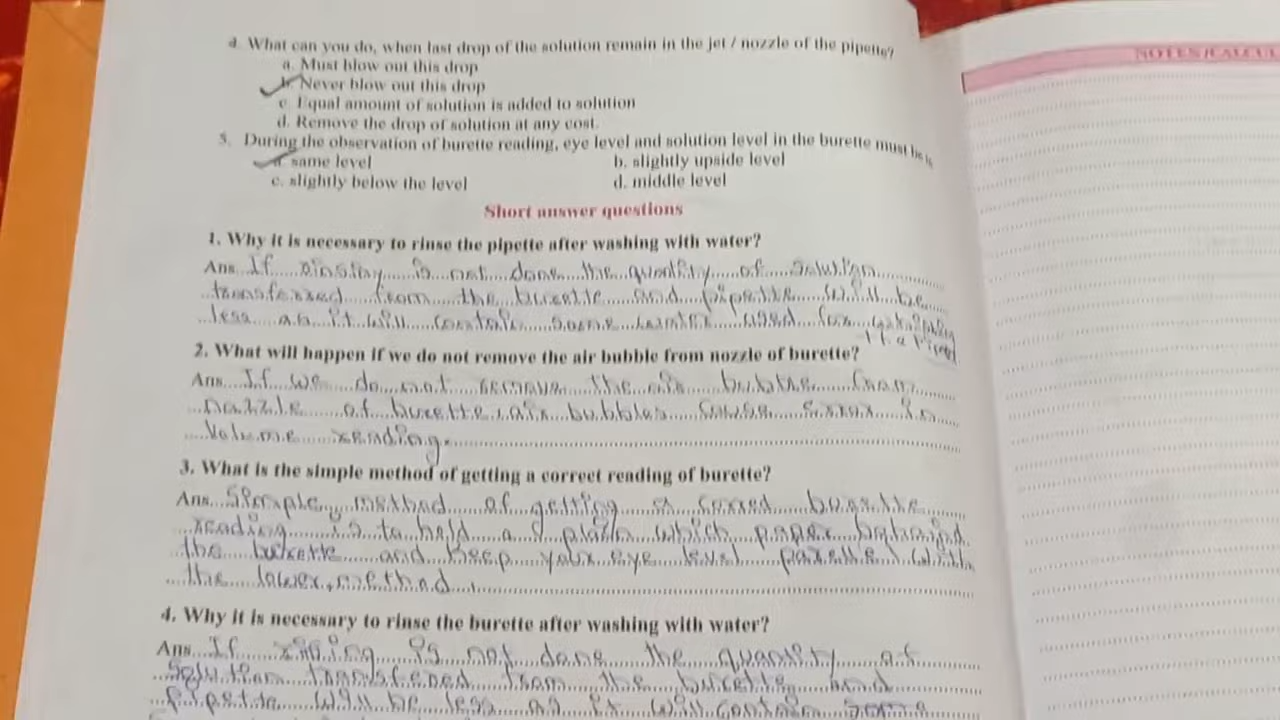 4. What can you do, when last drop of the solution remain in the jet / nozzle of the pipette?
a. Must blow out this drop
b. Never blow out this drop
c. Equal amount of solution is added to solution
d. Remove the drop of solution at any cost.
5. During the observation of burette reading, eye level and solution level in the burette must be in
a. same level b. slightly upside level
c. slightly below the level d. middle level
NOTES/CALCUL
Short answer questions
1. Why it is necessary to rinse the pipette after washing with water?
Ans. If rinsing is not done the quantity of solution
transferred from the burette and pipette will be
less as it will contain some water used for
the
2. What will happen if we do not remove the air bubble from nozzle of burette?
Ans. If we do not remove the air bubble from
nozzle of burette air bubbles cause error in
volume reading.
3. What is the simple method of getting a correct reading of burette?
Ans. Simple method of getting a burette
reading is to hold a plain which paper
the burette and keep your eye level with
the lower method.
4. Why it is necessary to rinse the burette after washing with water?
Ans. If is not done the quantity of
solution from the burette and
pipette will be less as it will contain some